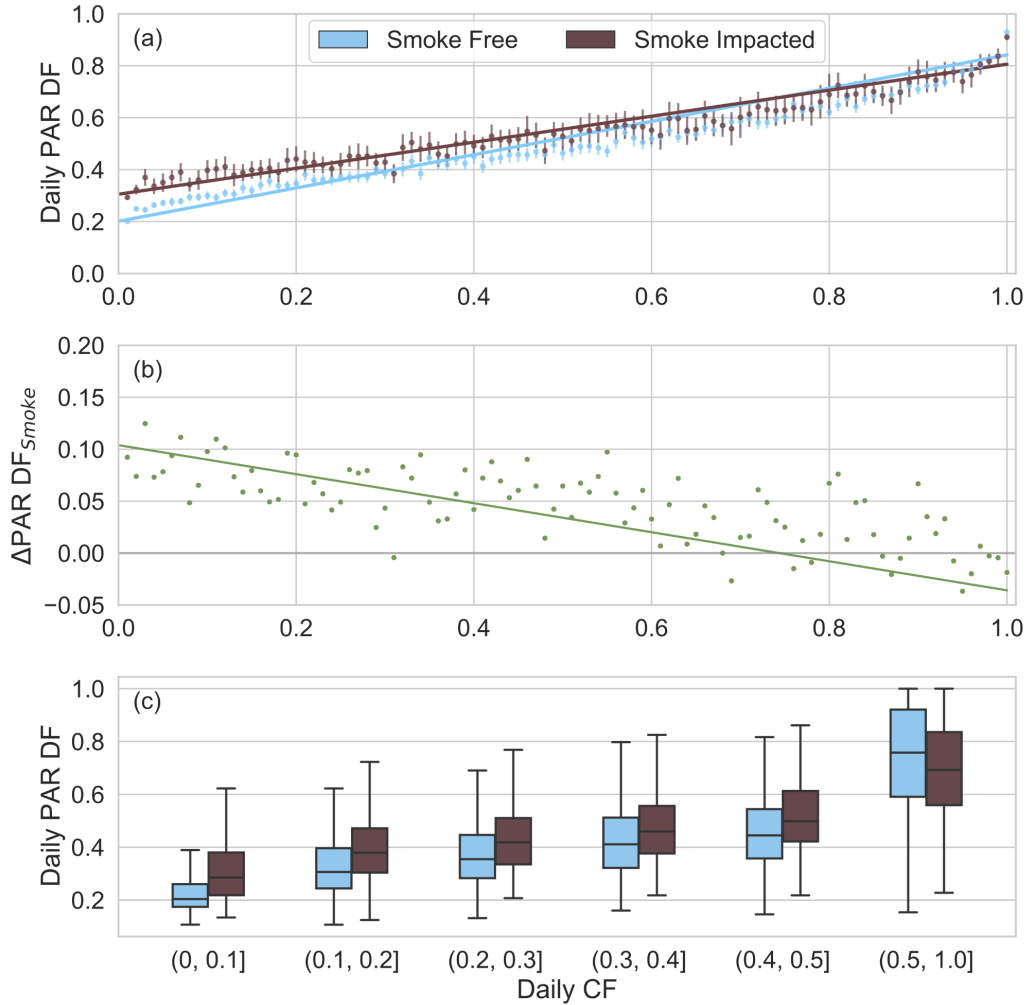 (a)
Smoke Free
Smoke Impacted
Daily PAR DF
1.0
0.8
0.6
0.4
0.2
0.0
0.0 0.2 0.4 0.6 0.8 1.0
(b)
ΔPAR DF_Smoke
0.20
0.15
0.10
0.05
0.00
−0.05
0.0 0.2 0.4 0.6 0.8 1.0
(c)
Daily PAR DF
1.0
0.8
0.6
0.4
0.2
(0, 0.1] (0.1, 0.2] (0.2, 0.3] (0.3, 0.4] (0.4, 0.5] (0.5, 1.0]
Daily CF